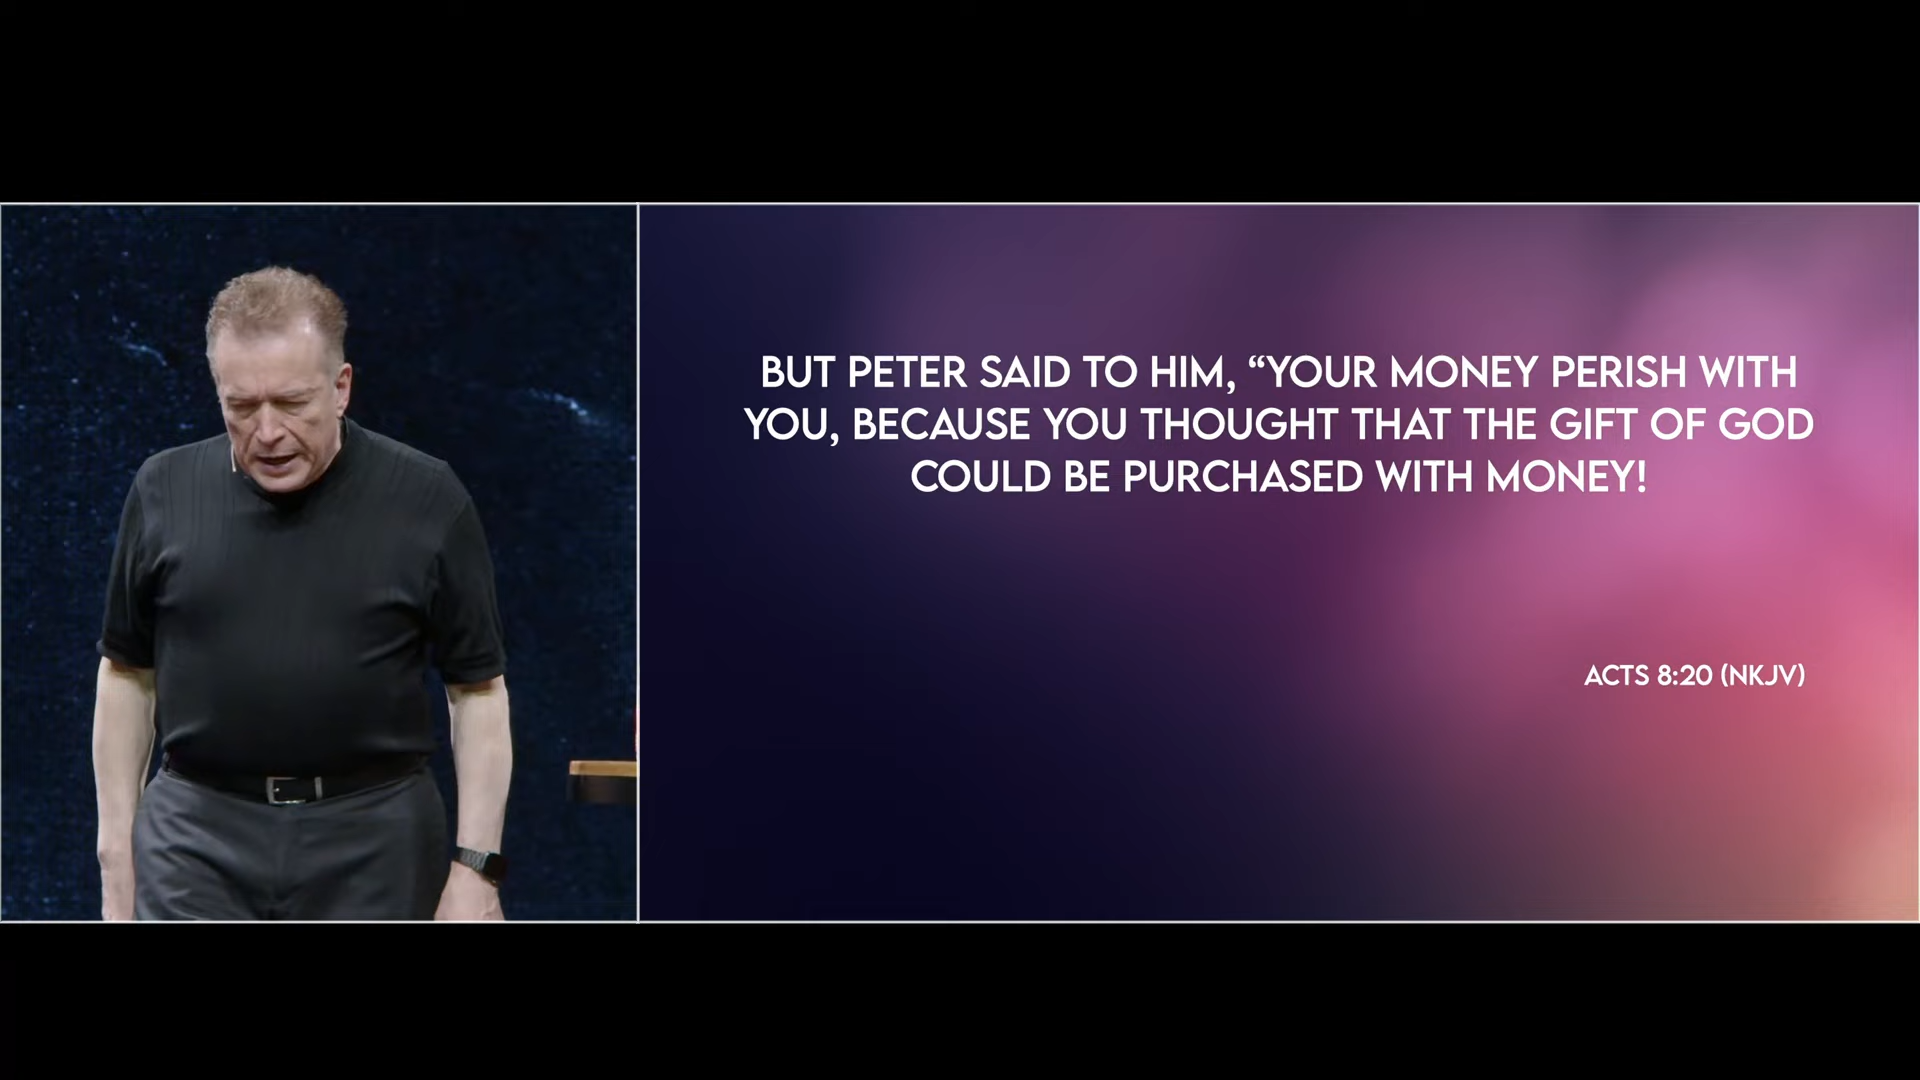 BUT PETER SAID TO HIM, “YOUR MONEY PERISH WITH
YOU, BECAUSE YOU THOUGHT THAT THE GIFT OF GOD
COULD BE PURCHASED WITH MONEY!
ACTS 8:20 (NKJV)